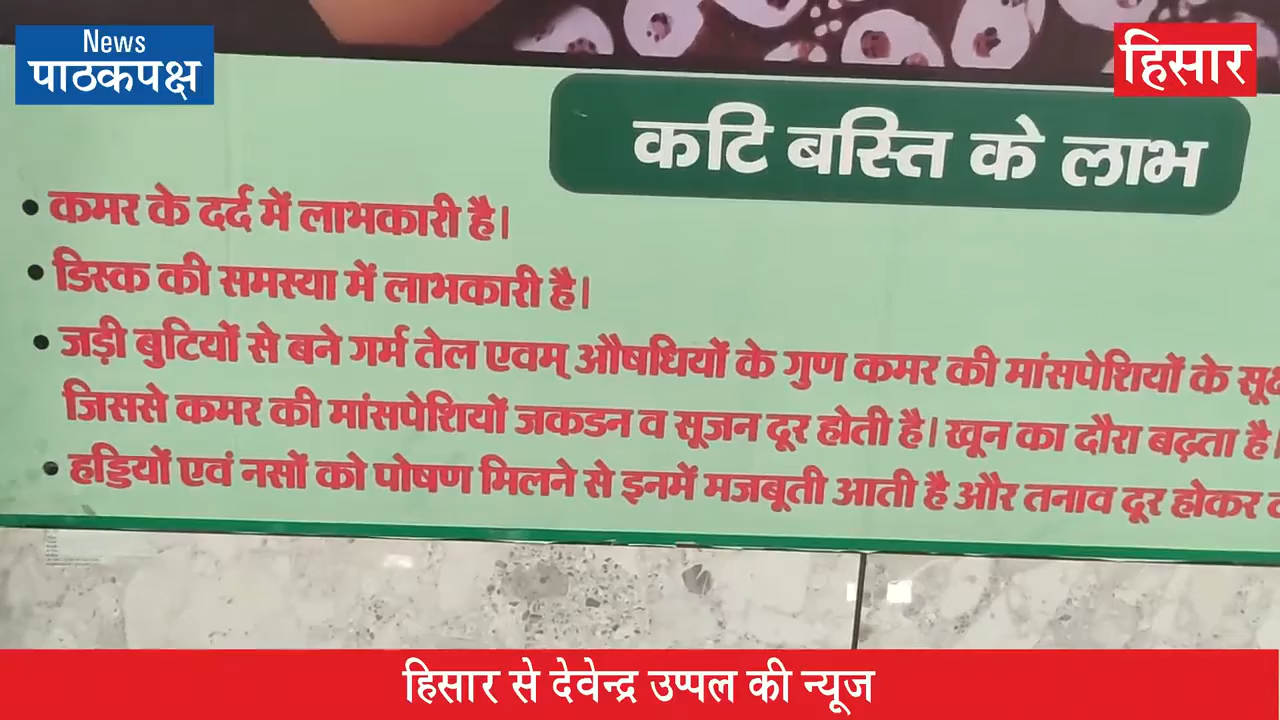 News
पाठकपक्ष
हिसार
कटि बस्ति के लाभ
• कमर के दर्द में लाभकारी है।
• डिस्क की समस्या में लाभकारी है।
• जड़ी बुटियों से बने गर्म तेल एवम् औषधियों के गुण कमर की मांसपेशियों के
जिससे कमर की मांसपेशियों जकडन व सूजन दूर होती है। खून का दौरा बढ़ता है।
• हड्डियों एवं नसों को पोषण मिलने से इनमें मजबूती आती है और तनाव दूर होकर
हिसार से देवेन्द्र उप्पल की न्यूज